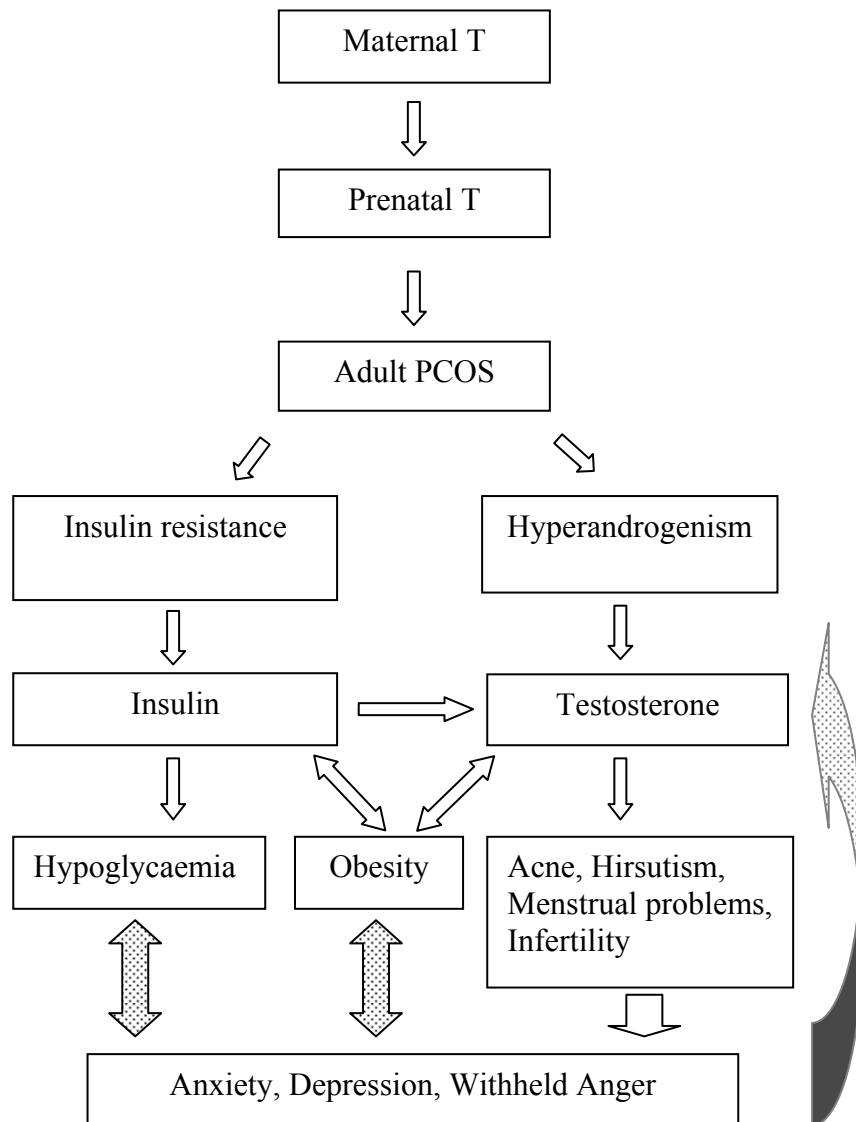 Maternal T
Prenatal T
Adult PCOS
Insulin resistance
Hyperandrogenism
Insulin
Testosterone
Hypoglycaemia
Obesity
Acne, Hirsutism,
Menstrual problems,
Infertility
Anxiety, Depression, Withheld Anger